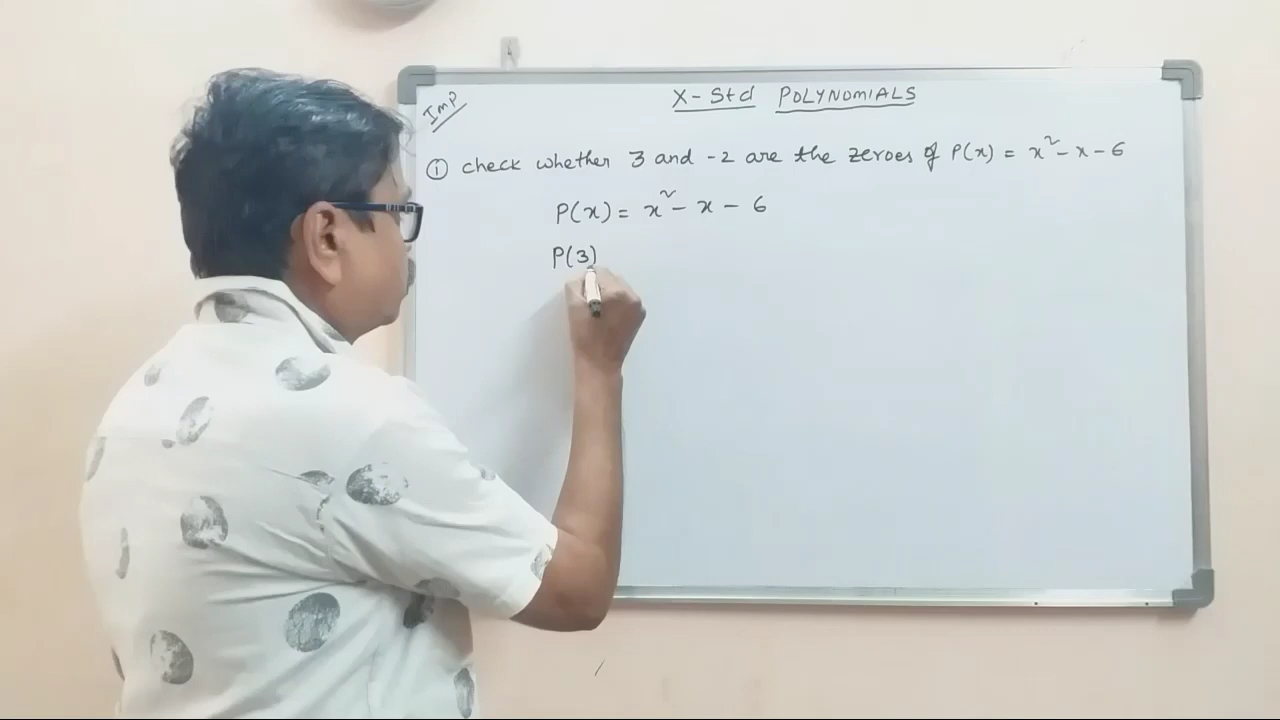 Imp
X - Std POLYNOMIALS
① check whether 3 and -2 are the zeroes of P(x) = x² - x - 6
P(x) = x² - x - 6
P(3)